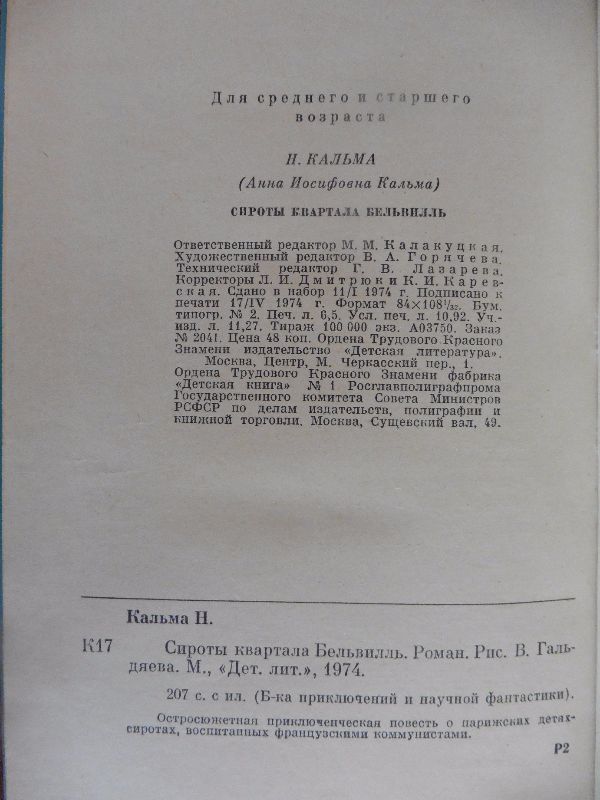 Для среднего и старшего
возраста
Н. КАЛЬМА
(Анна Иосифовна Кальма)
СИРОТЫ КВАРТАЛА БЕЛЬВИЛЛЬ
Ответственный редактор М. М. Калакуцкая.
Художественный редактор В. А. Горячева.
Технический редактор Г. В. Лазарева.
Корректоры Л. И. Дмитрюк и К. И. Карев-
ская. Сдано в набор 11/I 1974 г. Подписано к
печати 17/IV 1974 г. Формат 84×108¹/₃₂. Бум.
типогр. № 2. Печ. л. 6,5. Усл. печ. л. 10,92. Уч.-
изд. л. 11,27. Тираж 100 000 экз. А03750. Заказ
№ 2041. Цена 48 коп. Ордена Трудового Красного
Знамени издательство «Детская литература».
Москва, Центр, М. Черкасский пер., 1.
Ордена Трудового Красного Знамени фабрика
«Детская книга» № 1 Росглавполиграфпрома
Государственного комитета Совета Министров
РСФСР по делам издательств, полиграфии и
книжной торговли. Москва, Сущевский вал, 49.
Кальма Н.
К17 Сироты квартала Бельвилль. Роман. Рис. В. Галь-
дяева. М., «Дет. лит.», 1974.
207 с. с ил. (Б-ка приключений и научной фантастики).
Остросюжетная приключенческая повесть о парижских детях-
сиротах, воспитанных французскими коммунистами.
Р2